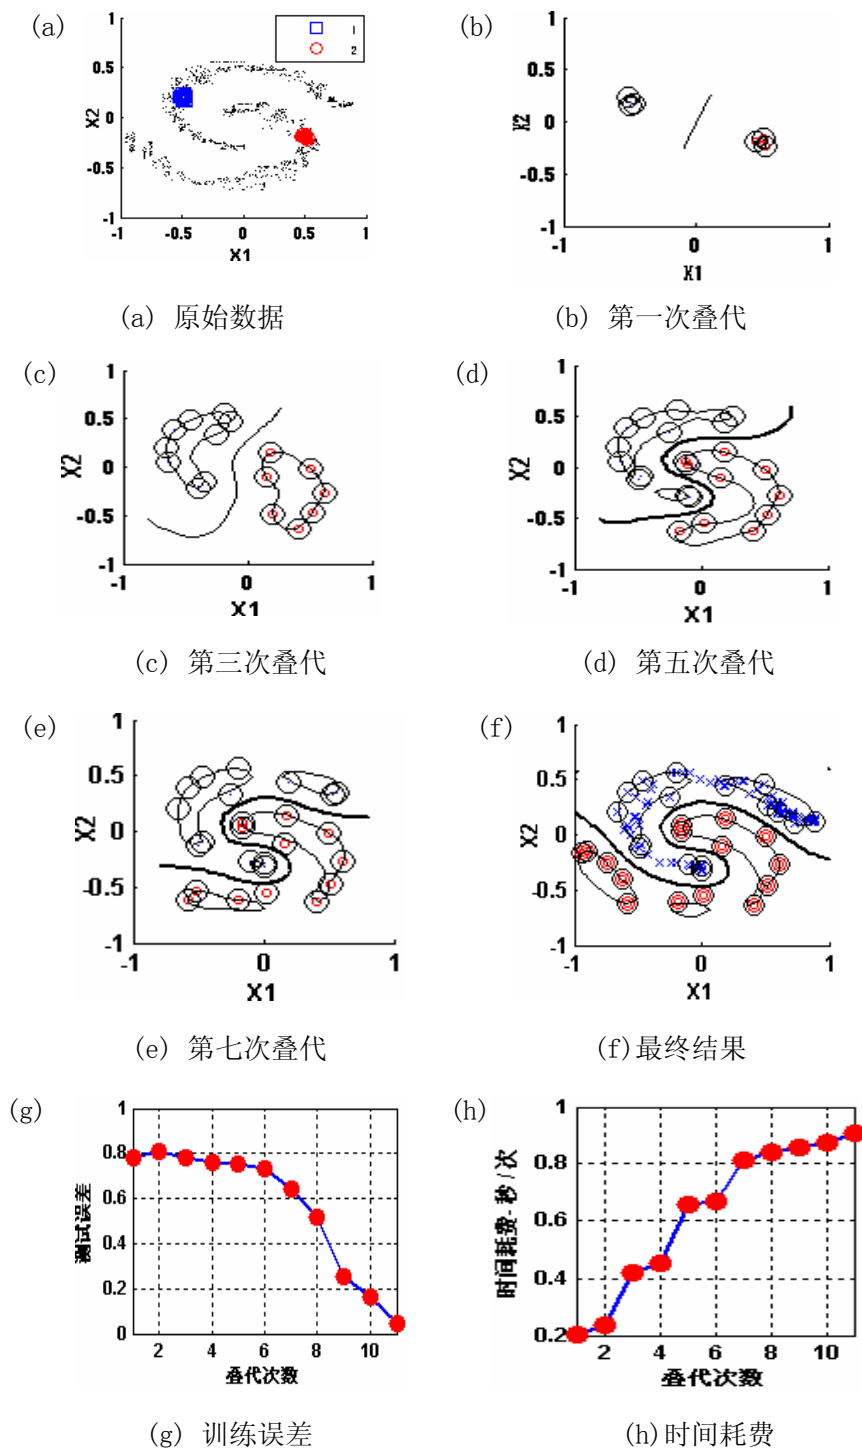 (a)
1
0.5
0
-0.5
-1
X2
1
2
-1
-0.5
0
0.5
1
X1
(b)
1
0.5
0
-0.5
-1
X2
-1
0
1
X1
(a) 原始数据
(b) 第一次叠代
(c)
1
0.5
0
-0.5
-1
X2
-1
0
1
X1
(d)
1
0.5
0
-0.5
-1
X2
-1
0
1
X1
(c) 第三次叠代
(d) 第五次叠代
(e)
1
0.5
0
-0.5
-1
X2
-1
0
1
X1
(f)
1
0.5
0
-0.5
-1
X2
-1
0
1
X1
(e) 第七次叠代
(f)最终结果
(g)
1
0.8
0.6
0.4
0.2
0
测试误差
2 4 6 8 10
叠代次数
(h)
1
0.8
0.6
0.4
0.2
时间耗费-秒/次
2 4 6 8 10
叠代次数
(g) 训练误差
(h)时间耗费